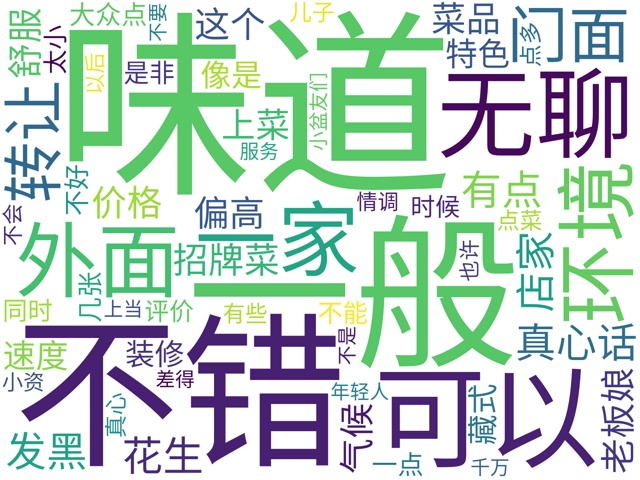 味道
不错
一般
可以
无聊
外面
环境
转让
一家
门面
舒服
大众点
不要
这个
儿子
菜品
太小
以后
是非
像是
特色
点多
上菜
服务
小盆友们
不好
价格
偏高
情调
时候
有点
点菜
不会
招牌菜
也许
店家
几张
同时
上当
评价
有些
不能
不是
真心话
速度
装修
小资
差得
年轻人
老板娘
发黑
真心
花生
气候
一点
藏式
千万